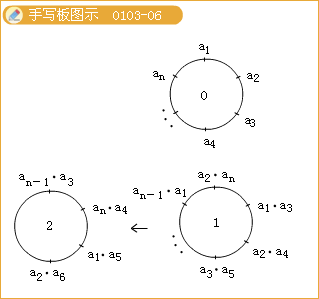 手写板图示 0103-06
a₁
aₙ a₂
0
⋮ a₃
a₄
a₂·aₙ
aₙ₋₁·a₁ a₁·a₃
1
⋮ a₂·a₄
a₃·a₅
←
aₙ₋₁·a₃
aₙ·a₄
2
a₁·a₅
a₂·a₆